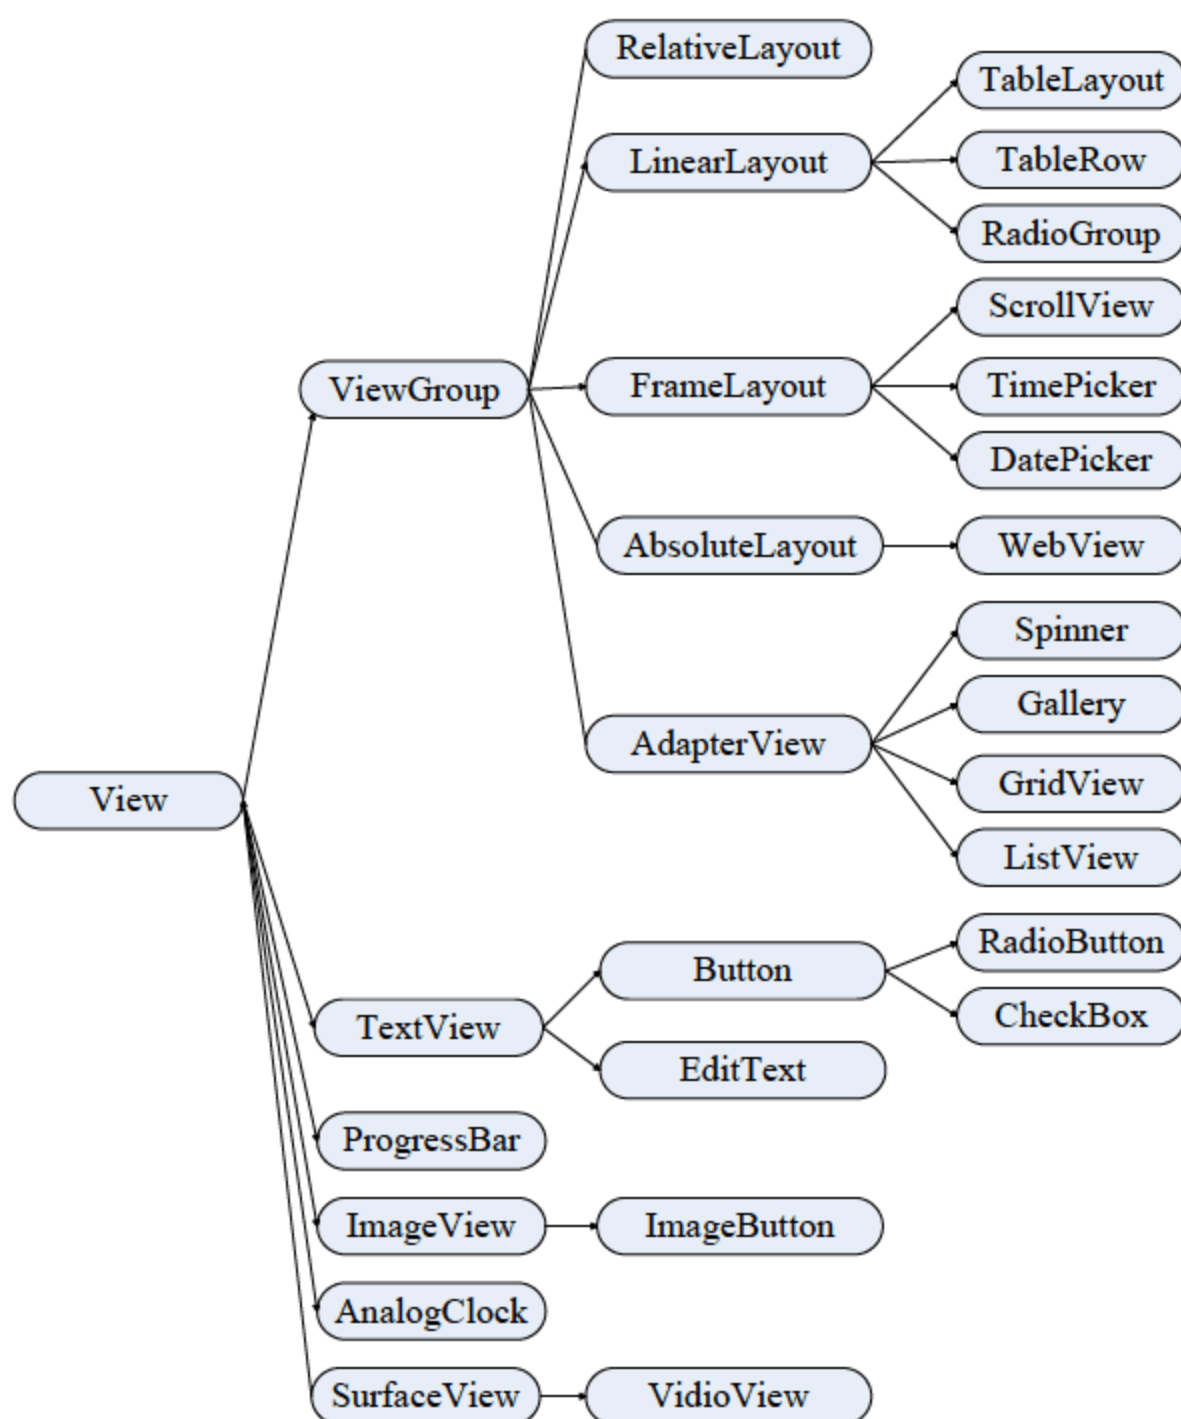 RelativeLayout
TableLayout
LinearLayout
TableRow
RadioGroup
ScrollView
ViewGroup
FrameLayout
TimePicker
DatePicker
AbsoluteLayout
WebView
Spinner
Gallery
AdapterView
GridView
View
ListView
RadioButton
Button
CheckBox
TextView
EditText
ProgressBar
ImageView
ImageButton
AnalogClock
SurfaceView
VidioView